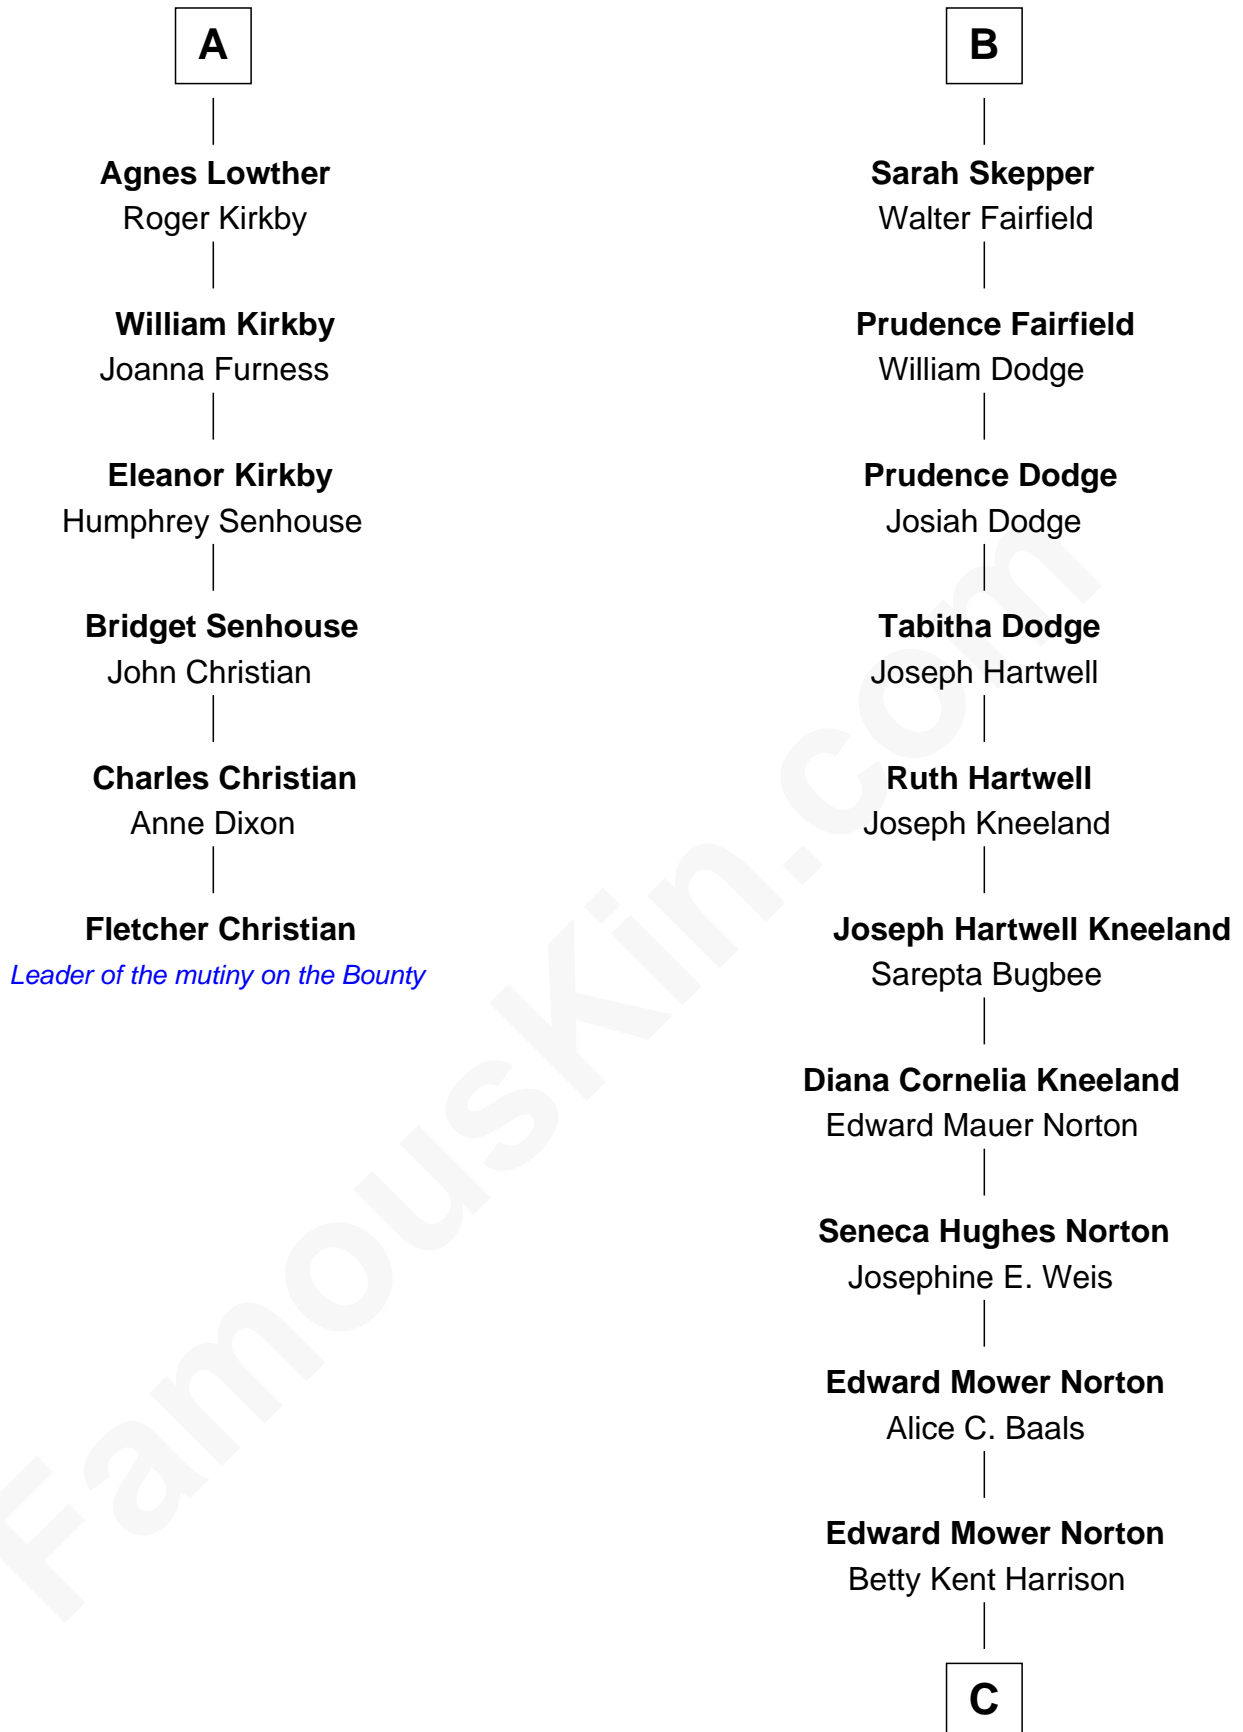 A
Agnes Lowther
Roger Kirkby
William Kirkby
Joanna Furness
Eleanor Kirkby
Humphrey Senhouse
Bridget Senhouse
John Christian
Charles Christian
Anne Dixon
Fletcher Christian
Leader of the mutiny on the Bounty
B
Sarah Skepper
Walter Fairfield
Prudence Fairfield
William Dodge
Prudence Dodge
Josiah Dodge
Tabitha Dodge
Joseph Hartwell
Ruth Hartwell
Joseph Kneeland
Joseph Hartwell Kneeland
Sarepta Bugbee
Diana Cornelia Kneeland
Edward Mauer Norton
Seneca Hughes Norton
Josephine E. Weis
Edward Mower Norton
Alice C. Baals
Edward Mower Norton
Betty Kent Harrison
C
FamousKin.com